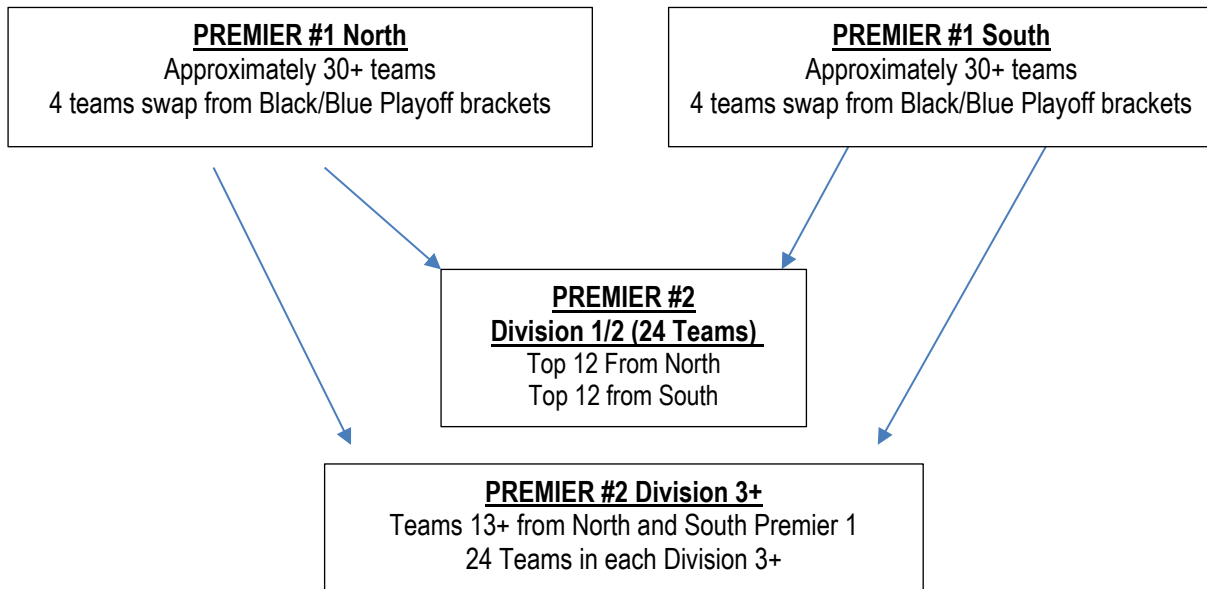 PREMIER #1 North
Approximately 30+ teams
4 teams swap from Black/Blue Playoff brackets
PREMIER #1 South
Approximately 30+ teams
4 teams swap from Black/Blue Playoff brackets
PREMIER #2
Division 1/2 (24 Teams)
Top 12 From North
Top 12 from South
PREMIER #2 Division 3+
Teams 13+ from North and South Premier 1
24 Teams in each Division 3+